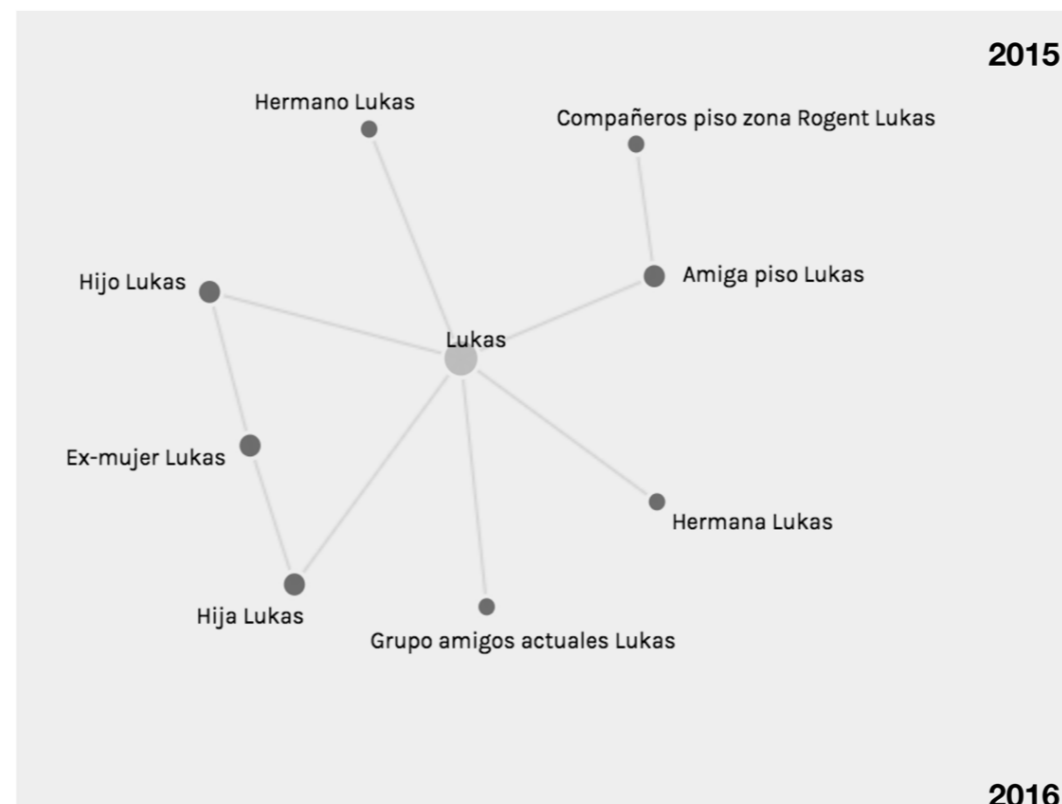 2015
Hermano Lukas
Compañeros piso zona Rogent Lukas
Hijo Lukas
Amiga piso Lukas
Lukas
Ex-mujer Lukas
Hermana Lukas
Hija Lukas
Grupo amigos actuales Lukas
2016